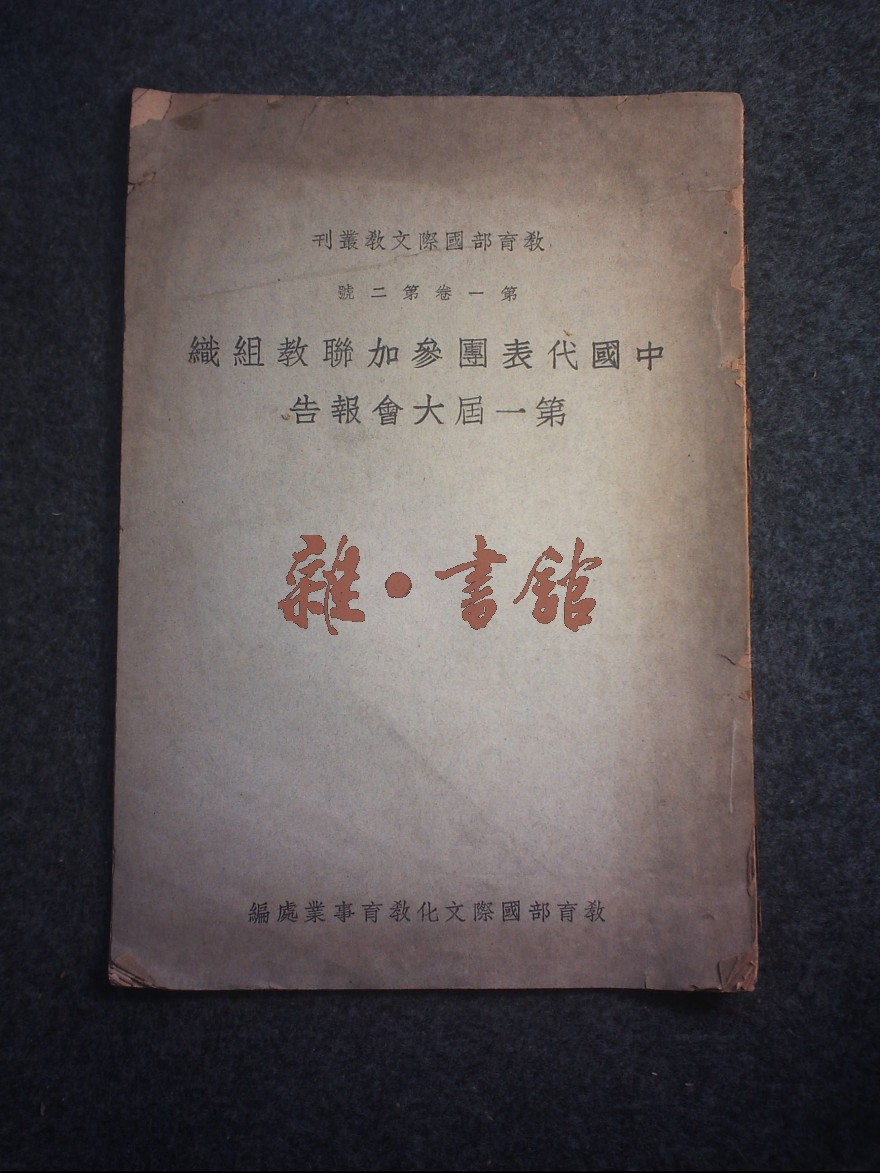 教育部國際文教叢刊
第一卷第二號
中國代表團參加聯教組織
第一屆大會報告
雜·書館
教育部國際文化教育事業處編